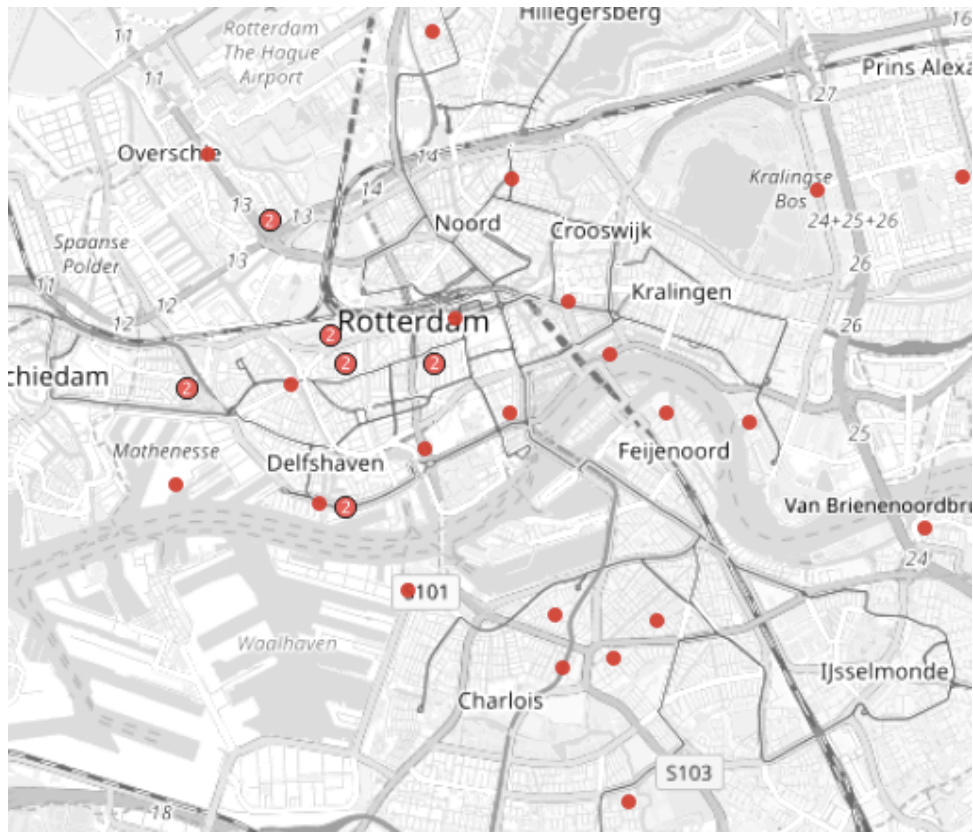 Hillegersberg
11
Rotterdam
The Hague
Airport
16
11
Prins Alexa
27
Overschie
14
14
Kralingse
Bos
13
2
13
24+25+26
Noord
Crooswijk
Spaanse
Polder
13
26
11
12
Kralingen
12
Rotterdam
26
2
2
2
chiedam
2
25
Mathenesse
Delfshaven
Feijenoord
2
Van Brienenoordbru
24
101
Waalhaven
IJsselmonde
Charlois
S103
18